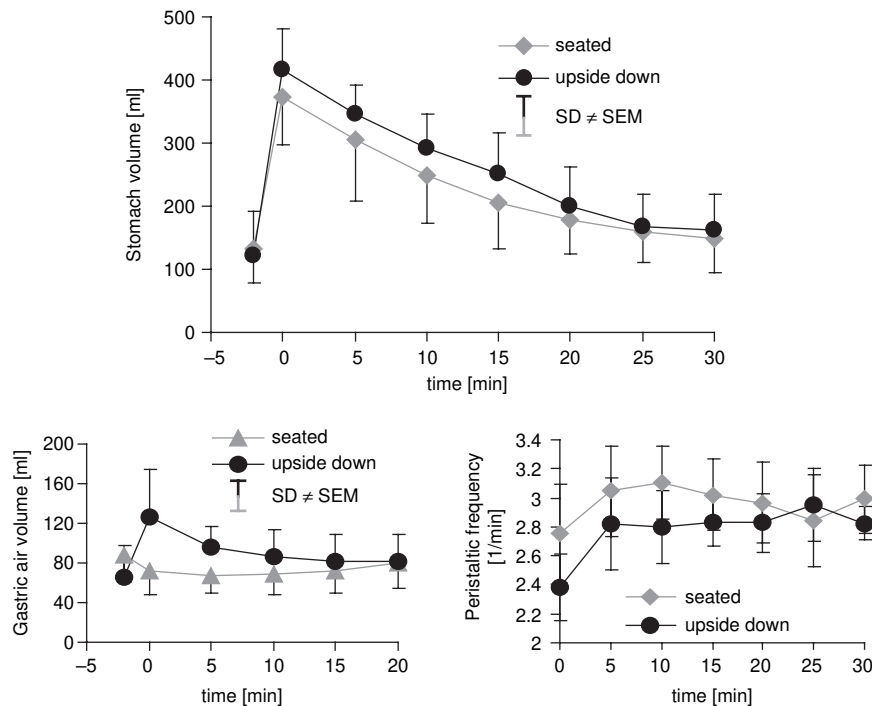 500
400
300
200
100
0
Stomach volume [ml]
seated
upside down
SD ≠ SEM
–5 0 5 10 15 20 25 30
time [min]
200
160
120
80
40
0
Gastric air volume [ml]
seated
upside down
SD ≠ SEM
–5 0 5 10 15 20
time [min]
3.4
3.2
3
2.8
2.6
2.4
2.2
2
Peristaltic frequency
[1/min]
seated
upside down
0 5 10 15 20 25 30
time [min]